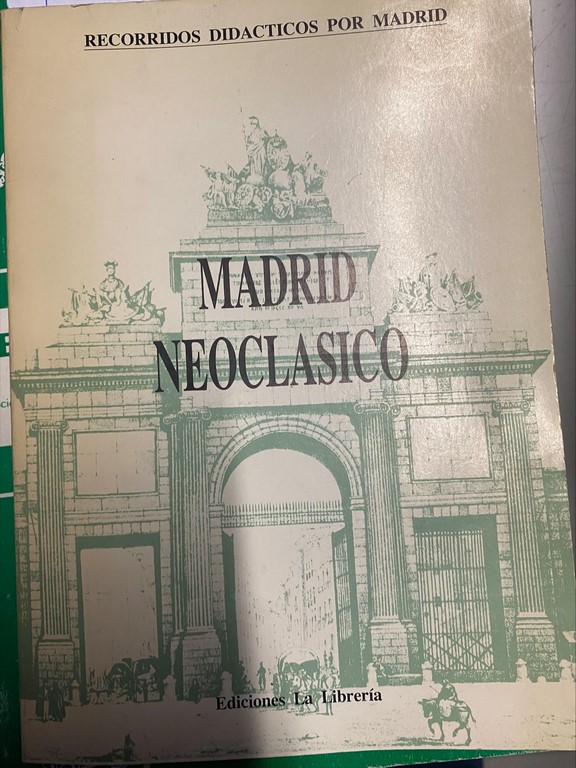 RECORRIDOS DIDACTICOS POR MADRID
MADRID
NEOCLASICO
Ediciones La Librería